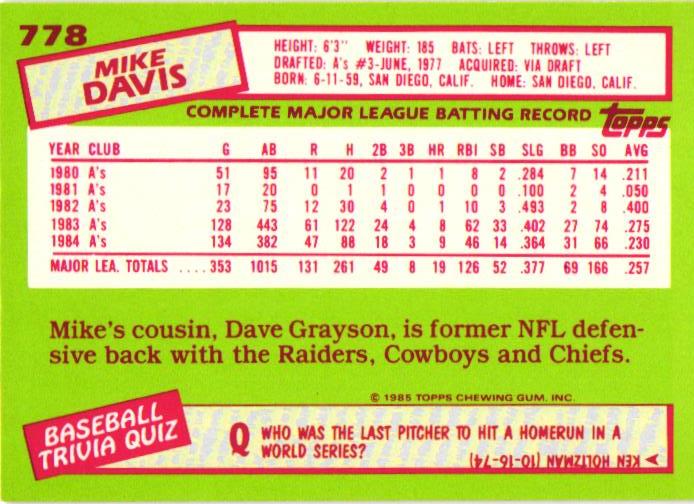 778
MIKE
DAVIS
HEIGHT: 6'3" WEIGHT: 185 BATS: LEFT THROWS: LEFT
DRAFTED: A's #3-JUNE, 1977 ACQUIRED: VIA DRAFT
BORN: 6-11-59, SAN DIEGO, CALIF. HOME: SAN DIEGO, CALIF.
COMPLETE MAJOR LEAGUE BATTING RECORD topps
YEAR CLUB G AB R H 2B 3B HR RBI SB SLG BB SO AVG
1980 A's 51 95 11 20 2 1 1 8 2 .284 7 14 .211
1981 A's 17 20 0 1 1 0 0 0 0 .100 2 4 .050
1982 A's 23 75 12 30 4 0 1 10 3 .493 2 8 .400
1983 A's 128 443 61 122 24 4 8 62 33 .402 27 74 .275
1984 A's 134 382 47 88 18 3 9 46 14 .364 31 66 .230
MAJOR LEA. TOTALS ....353 1015 131 261 49 8 19 126 52 .377 69 166 .257
Mike's cousin, Dave Grayson, is former NFL defen-
sive back with the Raiders, Cowboys and Chiefs.
© 1985 TOPPS CHEWING GUM, INC.
BASEBALL
TRIVIA QUIZ
Q WHO WAS THE LAST PITCHER TO HIT A HOMERUN IN A
WORLD SERIES?
KEN HOLTZMAN (10-16-74)